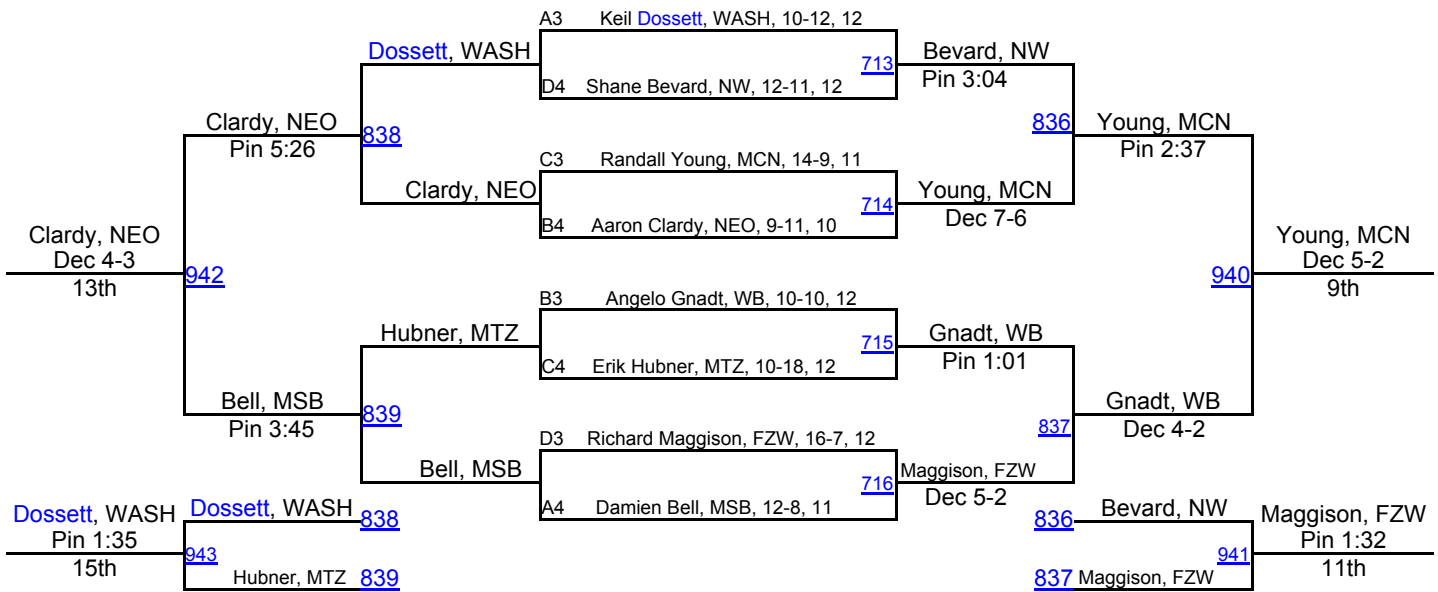 A3 Keil Dossett, WASH, 10-12, 12
Dossett, WASH
713
Bevard, NW
Pin 3:04
D4 Shane Bevard, NW, 12-11, 12
Clardy, NEO
Pin 5:26
838
836
Young, MCN
Pin 2:37
C3 Randall Young, MCN, 14-9, 11
Clardy, NEO
714
Young, MCN
Dec 7-6
B4 Aaron Clardy, NEO, 9-11, 10
Clardy, NEO
Dec 4-3
13th
942
940
Young, MCN
Dec 5-2
9th
B3 Angelo Gnadt, WB, 10-10, 12
Hubner, MTZ
715
Gnadt, WB
Pin 1:01
C4 Erik Hubner, MTZ, 10-18, 12
Bell, MSB
Pin 3:45
839
837
Gnadt, WB
Dec 4-2
D3 Richard Maggison, FZW, 16-7, 12
Bell, MSB
716
Maggison, FZW
Dec 5-2
A4 Damien Bell, MSB, 12-8, 11
Dossett, WASH
Pin 1:35
15th
Dossett, WASH 838
943
Hubner, MTZ 839
836 Bevard, NW
941
837 Maggison, FZW
Maggison, FZW
Pin 1:32
11th